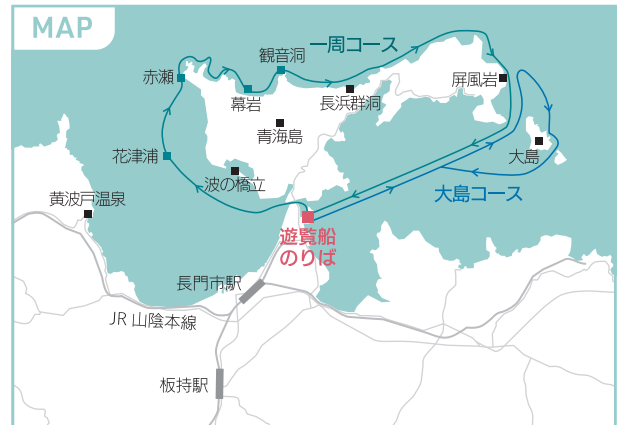 MAP
観音洞
一周コース
赤瀬
屏風岩
幕岩
長浜群洞
青海島
花津浦
大島
波の橋立
大島コース
黄波戸温泉
遊覧船
のりば
長門市駅
JR 山陰本線
板持駅